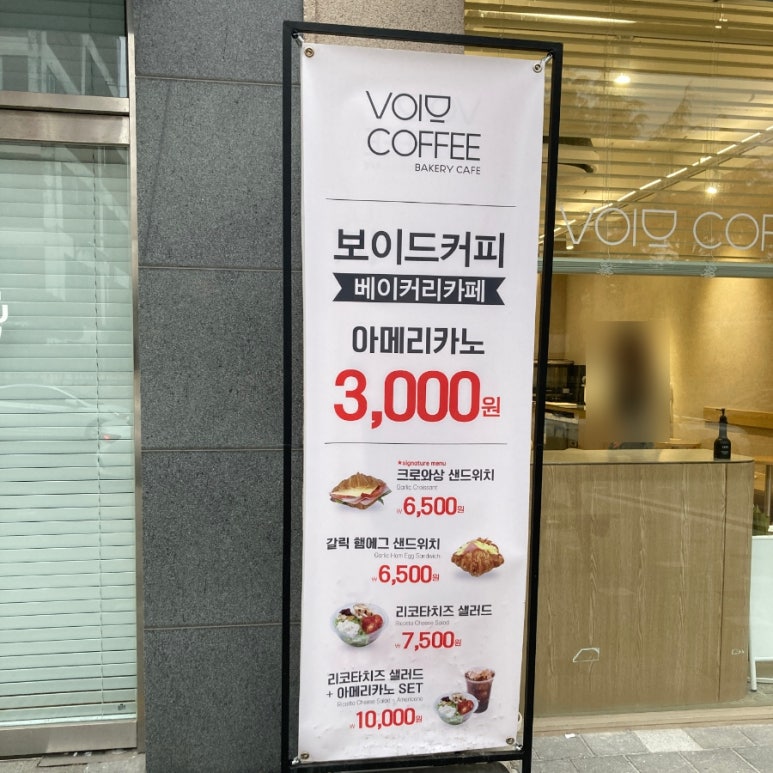 VOID
COFFEE
BAKERY CAFE
보이드커피
베이커리카페
아메리카노
3,000원
★signature menu
크로와상 샌드위치
Garlic Croissant
₩6,500원
갈릭 햄에그 샌드위치
Garlic Ham Egg Sandwich
₩6,500원
리코타치즈 샐러드
Ricotta Cheese Salad
₩7,500원
리코타치즈 샐러드
+ 아메리카노 SET
Ricotta Cheese Salad + Americano
₩10,000원
VOID COF